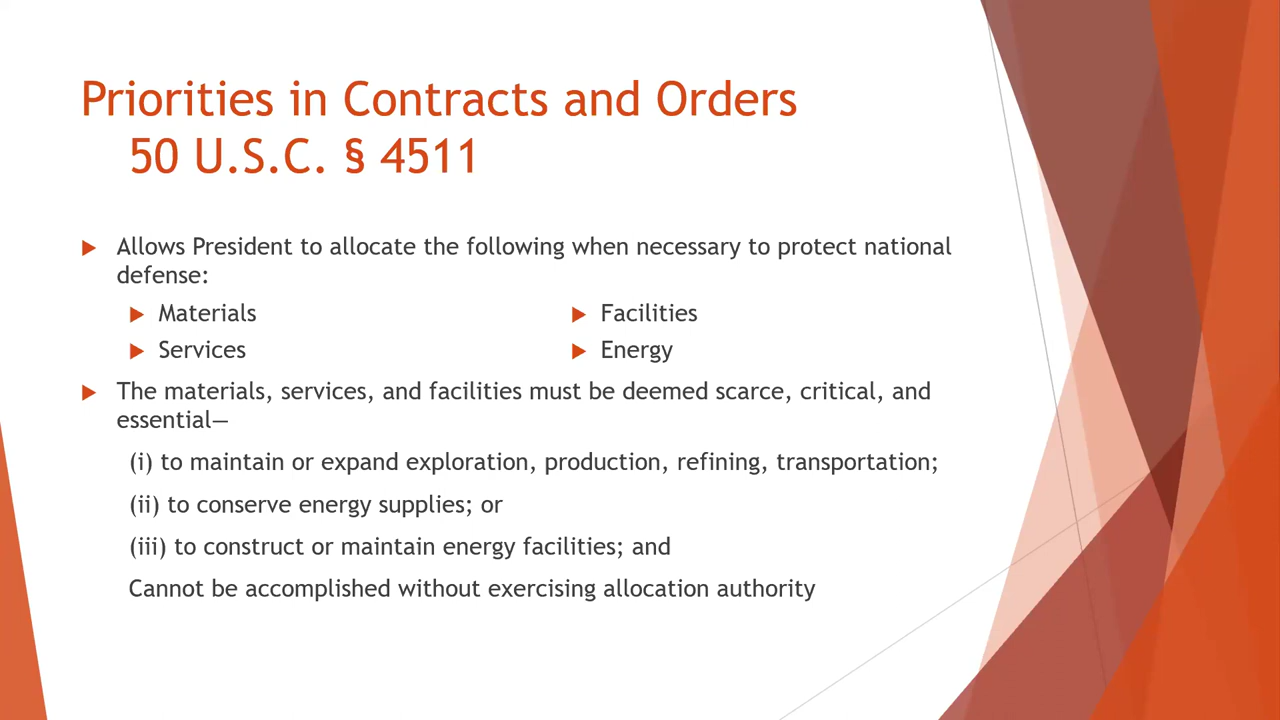 Priorities in Contracts and Orders
50 U.S.C. § 4511
Allows President to allocate the following when necessary to protect national
defense:
Materials
Services
Facilities
Energy
The materials, services, and facilities must be deemed scarce, critical, and
essential—
(i) to maintain or expand exploration, production, refining, transportation;
(ii) to conserve energy supplies; or
(iii) to construct or maintain energy facilities; and
Cannot be accomplished without exercising allocation authority